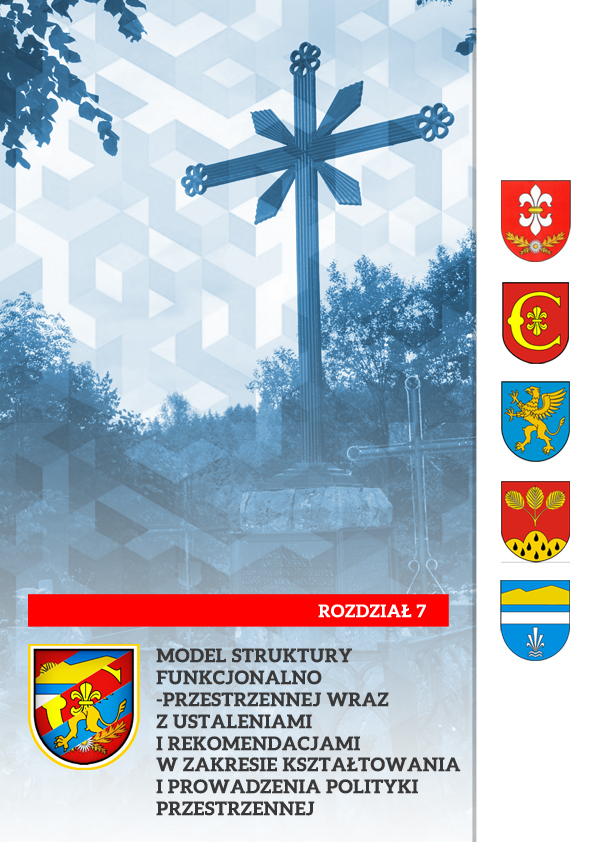 ROZDZIAŁ 7
MODEL STRUKTURY
FUNKCJONALNO
-PRZESTRZENNEJ WRAZ
Z USTALENIAMI
I REKOMENDACJAMI
W ZAKRESIE KSZTAŁTOWANIA
I PROWADZENIA POLITYKI
PRZESTRZENNEJ